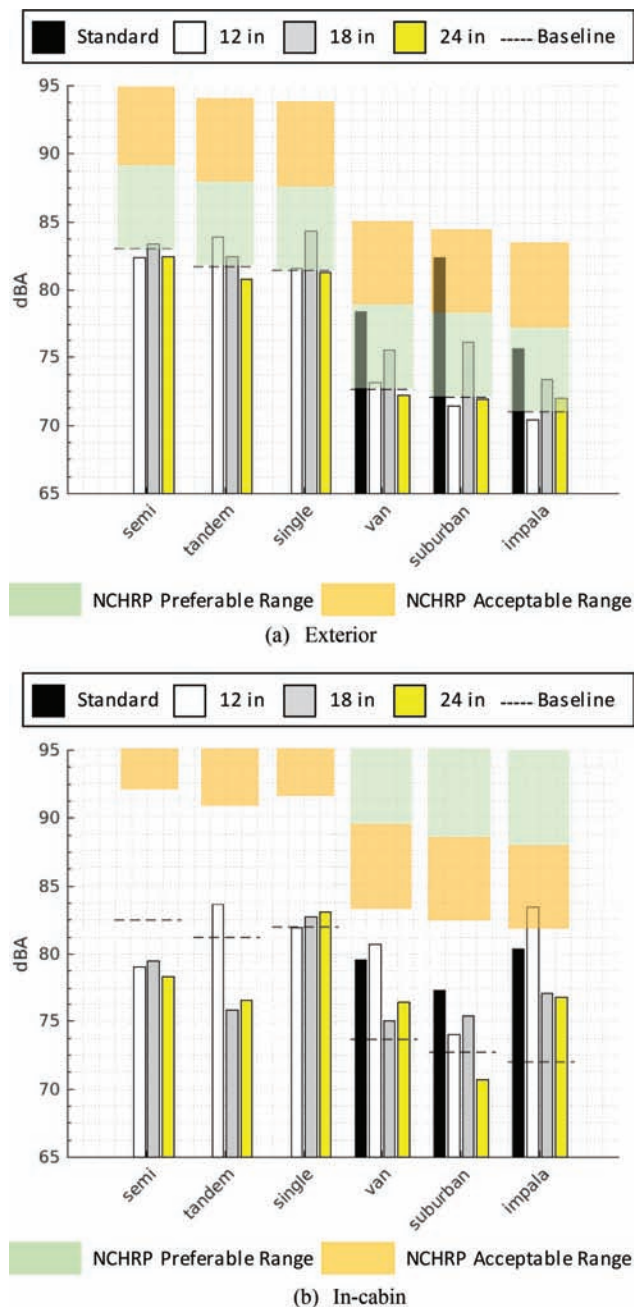 Standard 12 in 18 in 24 in ----- Baseline
95
90
85
80
75
70
65
dBA
semi
tandem
single
van
suburban
impala
NCHRP Preferable Range NCHRP Acceptable Range
(a) Exterior
Standard 12 in 18 in 24 in ----- Baseline
95
90
85
80
75
70
65
dBA
semi
tandem
single
van
suburban
impala
NCHRP Preferable Range NCHRP Acceptable Range
(b) In-cabin